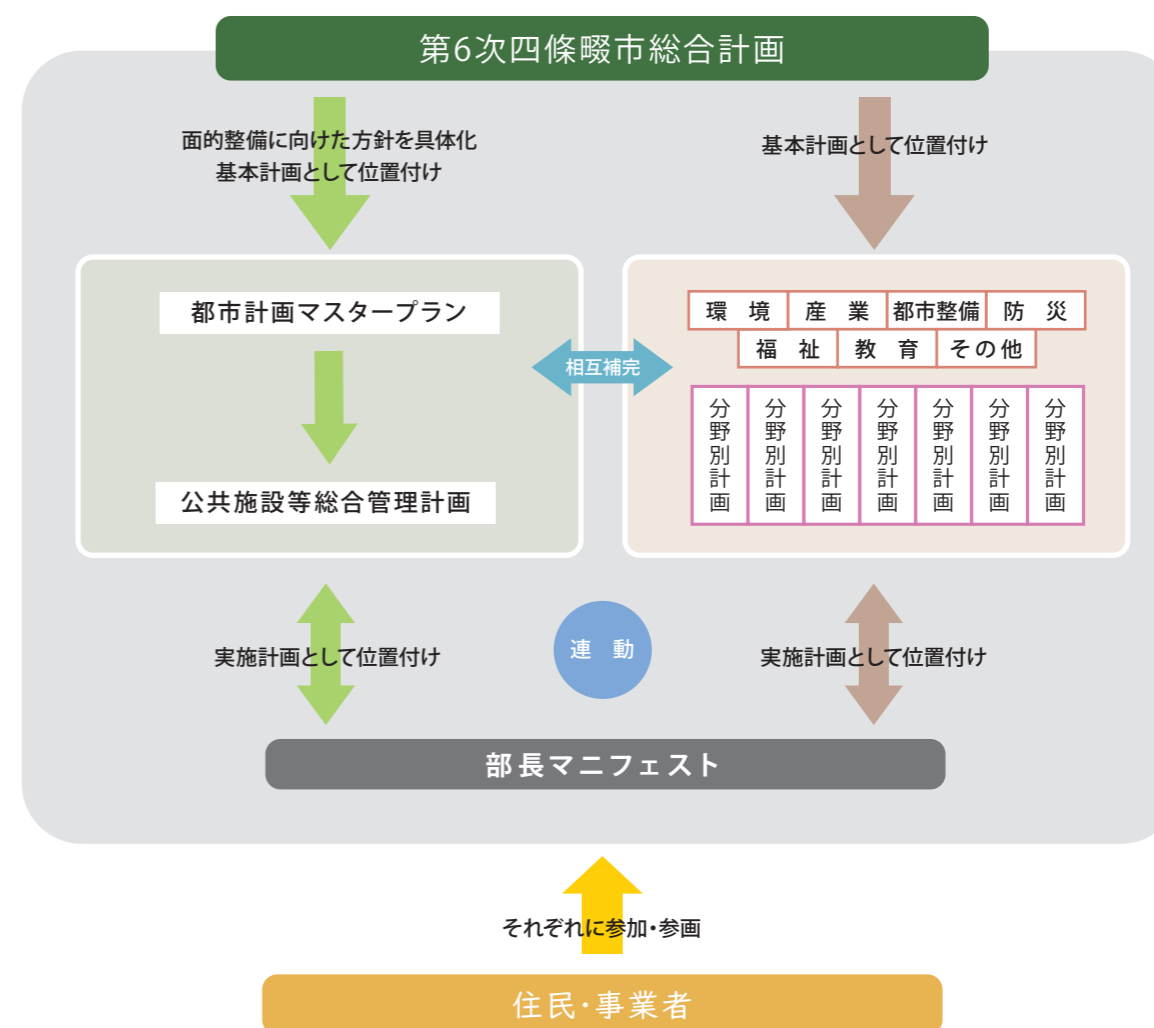 第6次四條畷市総合計画
面的整備に向けた方針を具体化
基本計画として位置付け
基本計画として位置付け
都市計画マスタープラン
公共施設等総合管理計画
相互補完
環 境 産 業 都市整備 防 災
福 祉 教 育 その他
分野別計画
分野別計画
分野別計画
分野別計画
分野別計画
分野別計画
分野別計画
実施計画として位置付け
連 動
実施計画として位置付け
部長マニフェスト
それぞれに参加・参画
住民・事業者